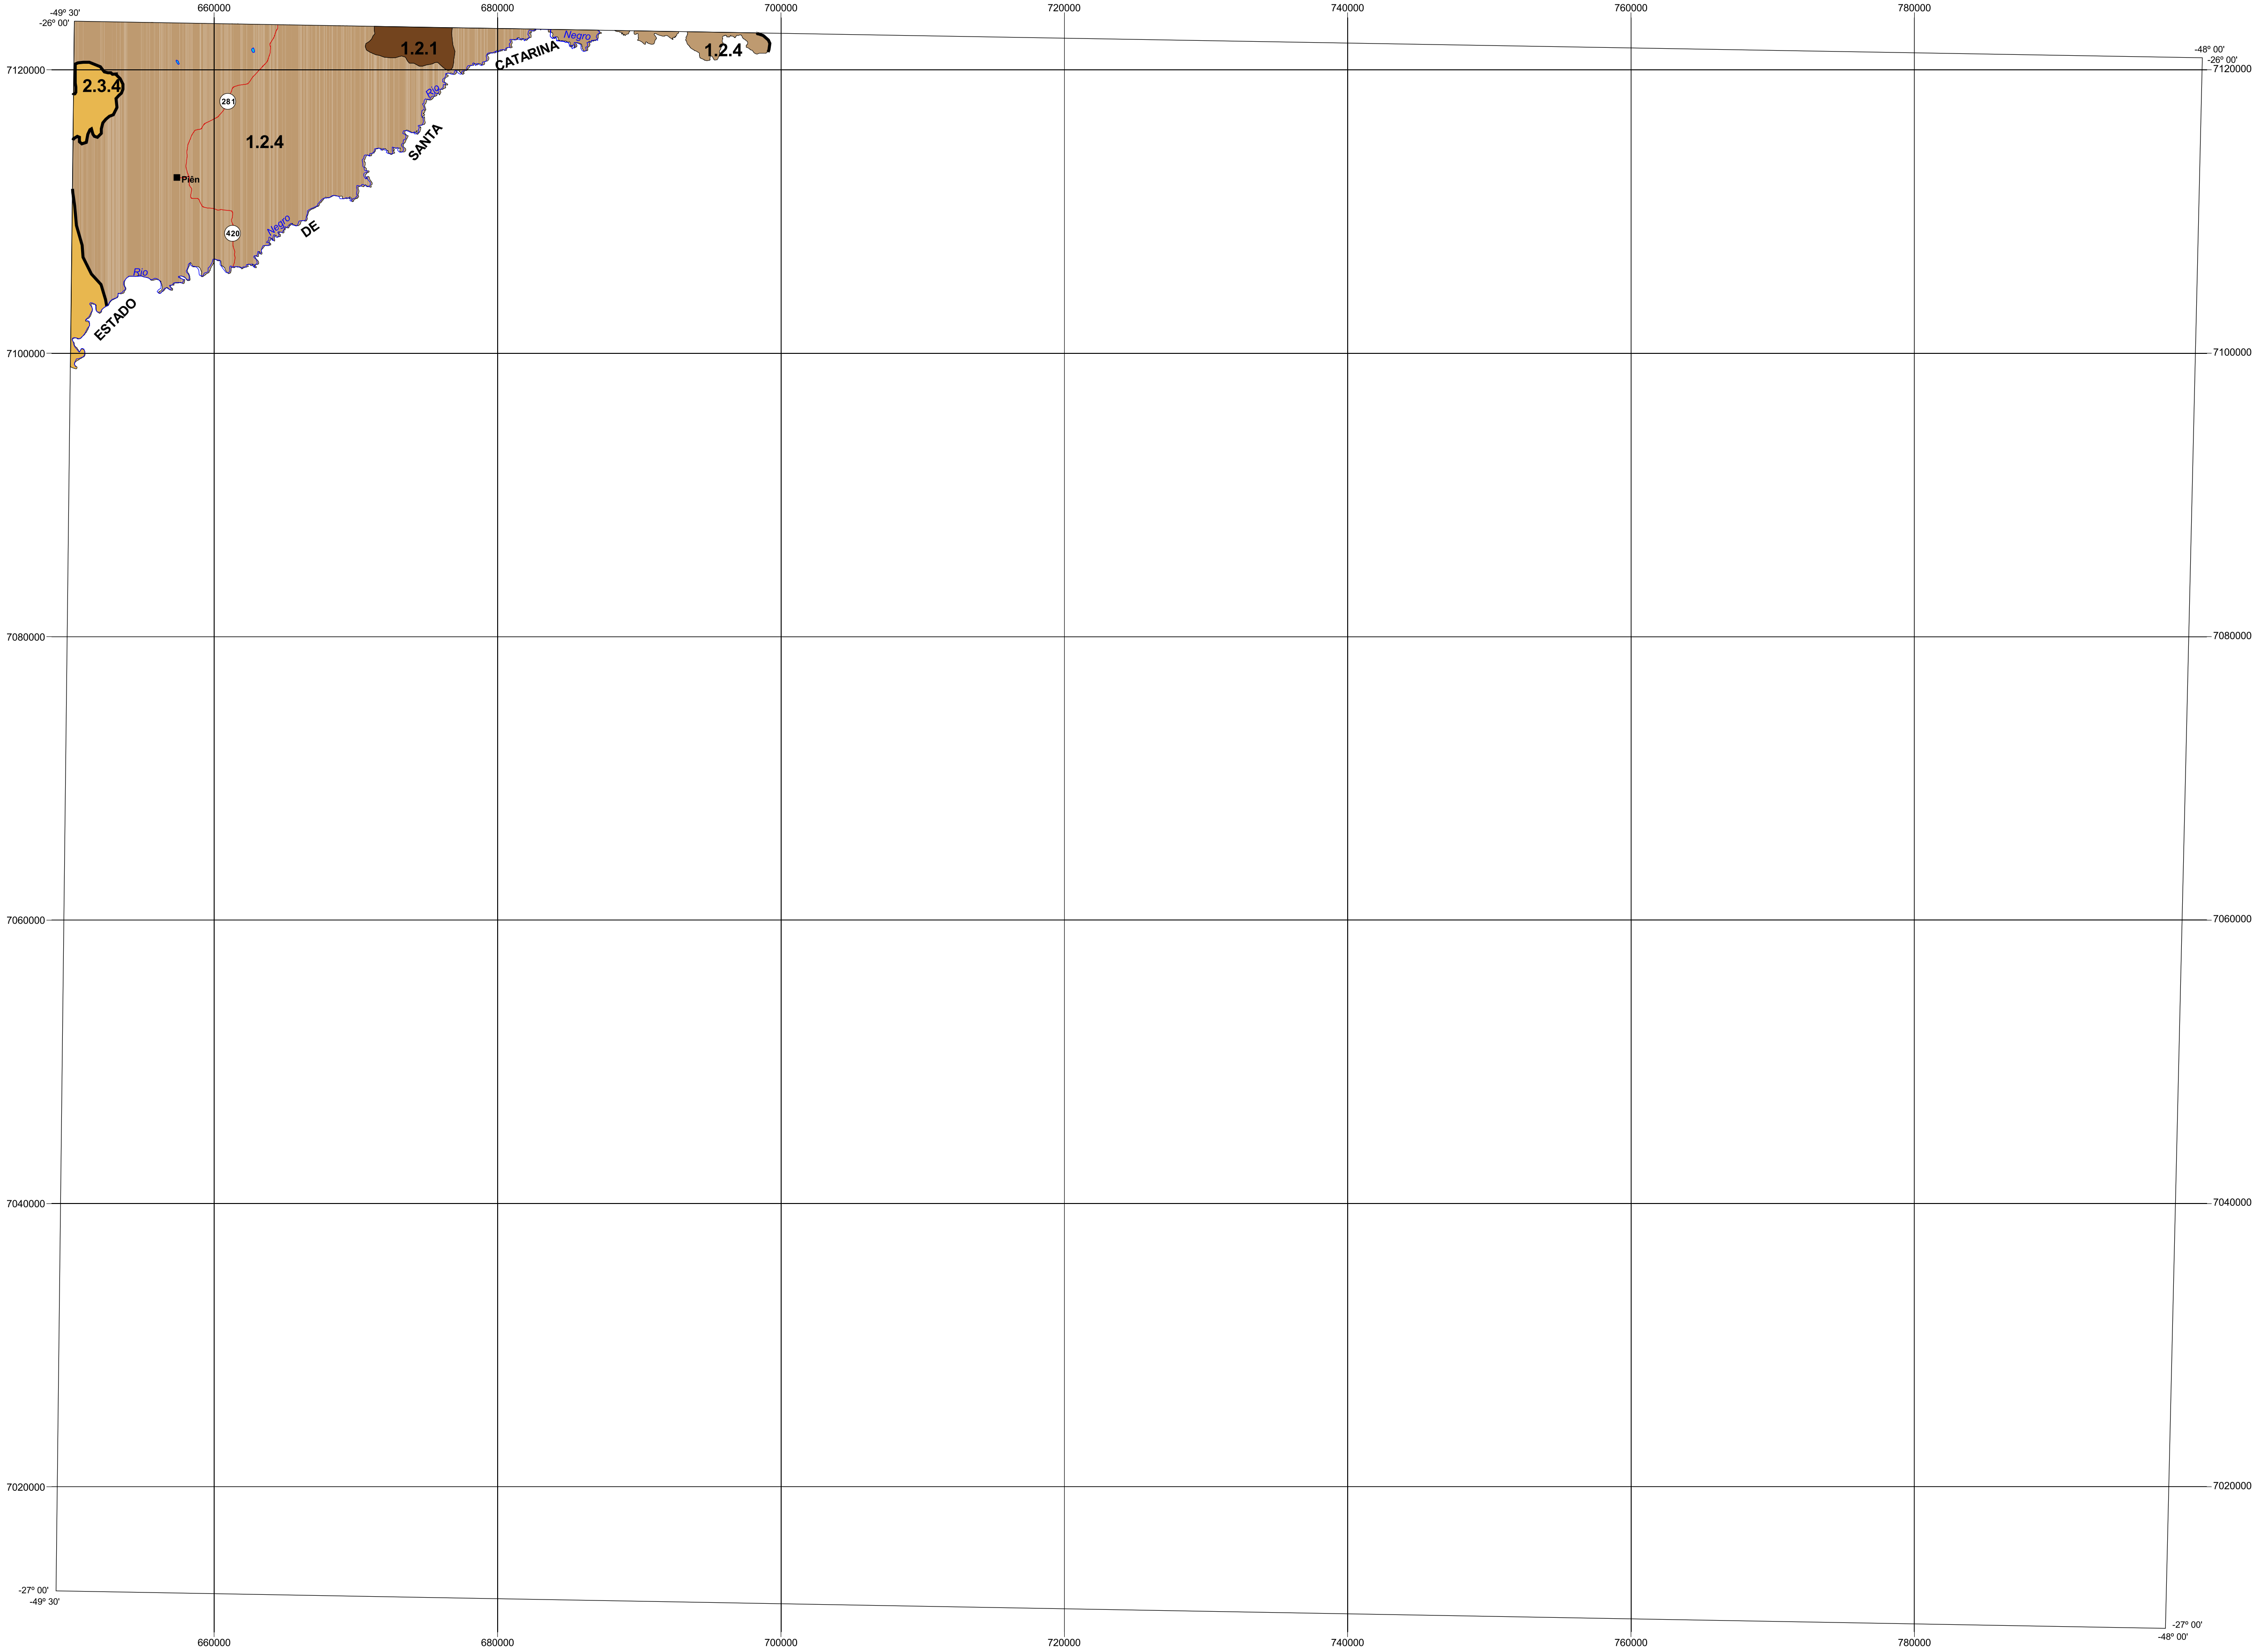 -49º 30'
660000
680000
700000
720000
740000
760000
780000
-26º 00'
-48º 00'
-26º 00'
7120000
7120000
1.2.1
Negro
1.2.4
CATARINA
2.3.4
281
Rio
SANTA
1.2.4
Piên
Negro
DE
420
Rio
ESTADO
7100000
7100000
7080000
7080000
7060000
7060000
7040000
7040000
7020000
7020000
-27º 00'
-49º 30'
-27º 00'
-48º 00'
660000
680000
700000
720000
740000
760000
780000